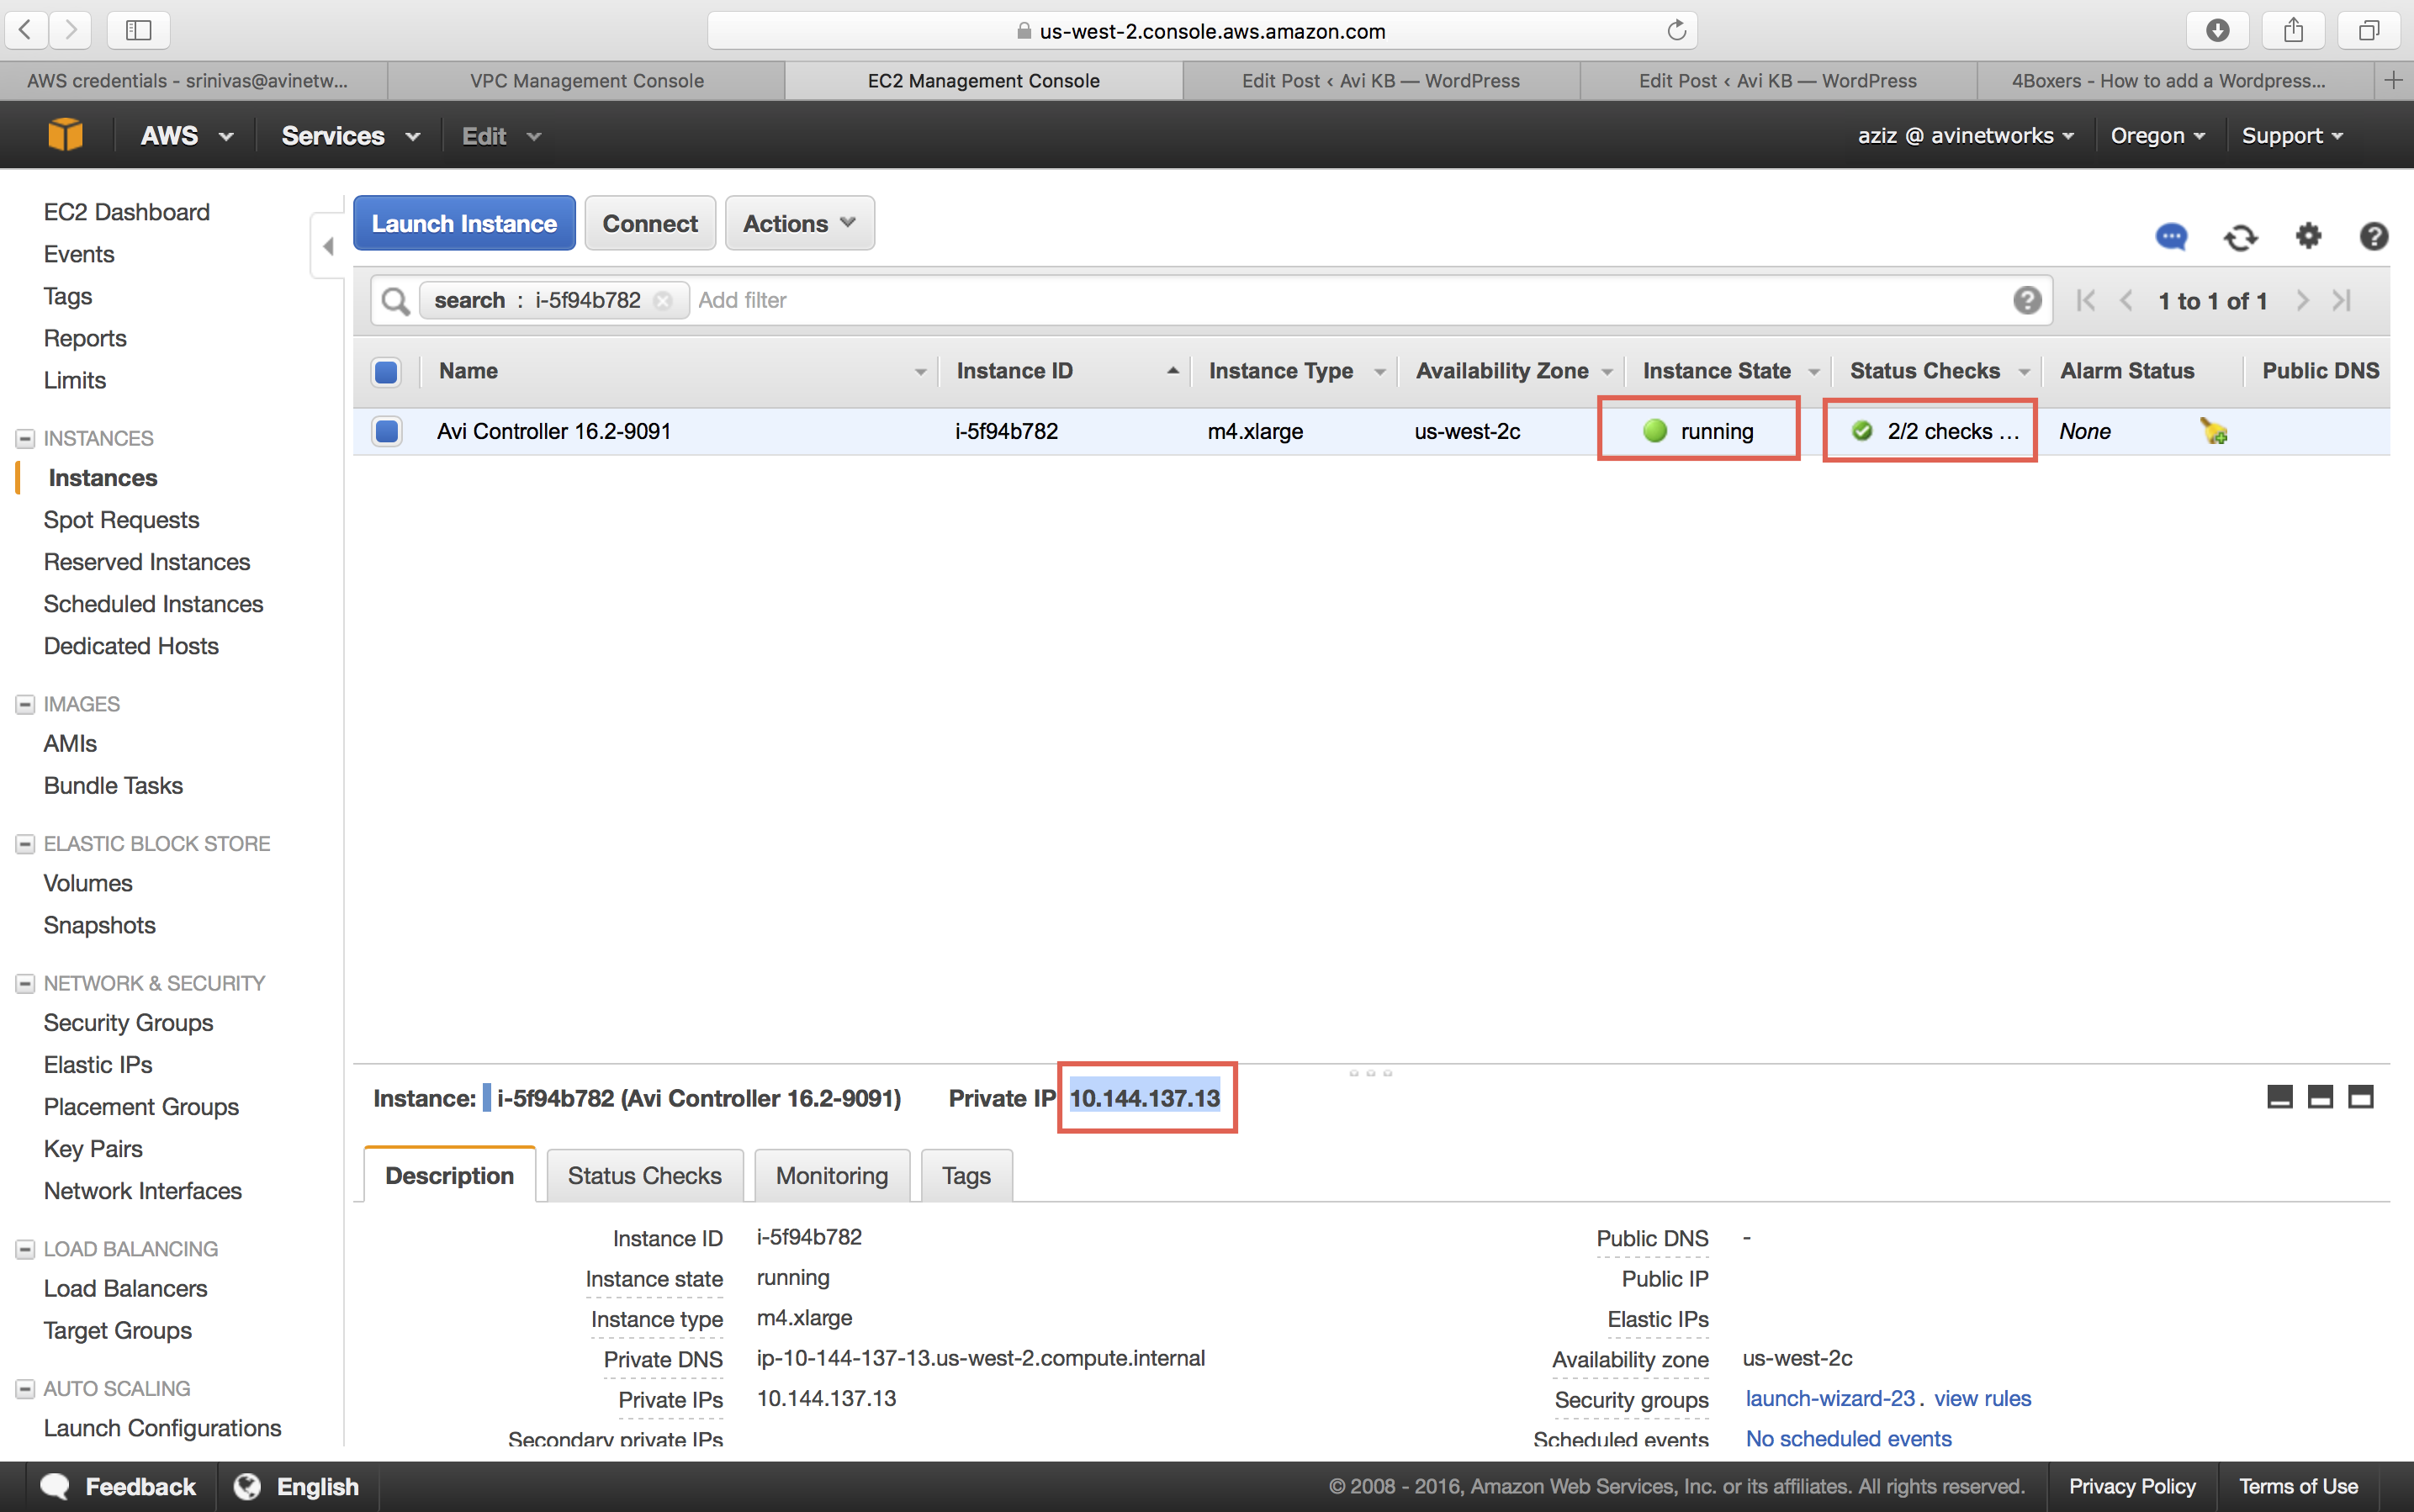 us-west-2.console.aws.amazon.com
AWS credentials - srinivas@avinetw... VPC Management Console EC2 Management Console Edit Post ‹ Avi KB — WordPress Edit Post ‹ Avi KB — WordPress 4Boxers - How to add a Wordpress...
AWS Services Edit aziz @ avinetworks Oregon Support
EC2 Dashboard
Events
Tags
Reports
Limits
INSTANCES
Instances
Spot Requests
Reserved Instances
Scheduled Instances
Dedicated Hosts
IMAGES
AMIs
Bundle Tasks
ELASTIC BLOCK STORE
Volumes
Snapshots
NETWORK & SECURITY
Security Groups
Elastic IPs
Placement Groups
Key Pairs
Network Interfaces
LOAD BALANCING
Load Balancers
Target Groups
AUTO SCALING
Launch Configurations
Launch Instance Connect Actions
search : i-5f94b782 Add filter 1 to 1 of 1
Name Instance ID Instance Type Availability Zone Instance State Status Checks Alarm Status Public DNS
Avi Controller 16.2-9091 i-5f94b782 m4.xlarge us-west-2c running 2/2 checks ... None
Instance: i-5f94b782 (Avi Controller 16.2-9091) Private IP 10.144.137.13
Description Status Checks Monitoring Tags
Instance ID i-5f94b782 Public DNS -
Instance state running Public IP
Instance type m4.xlarge Elastic IPs
Private DNS ip-10-144-137-13.us-west-2.compute.internal Availability zone us-west-2c
Private IPs 10.144.137.13 Security groups launch-wizard-23. view rules
Secondary private IPs Scheduled events No scheduled events
Feedback English © 2008 - 2016, Amazon Web Services, Inc. or its affiliates. All rights reserved. Privacy Policy Terms of Use